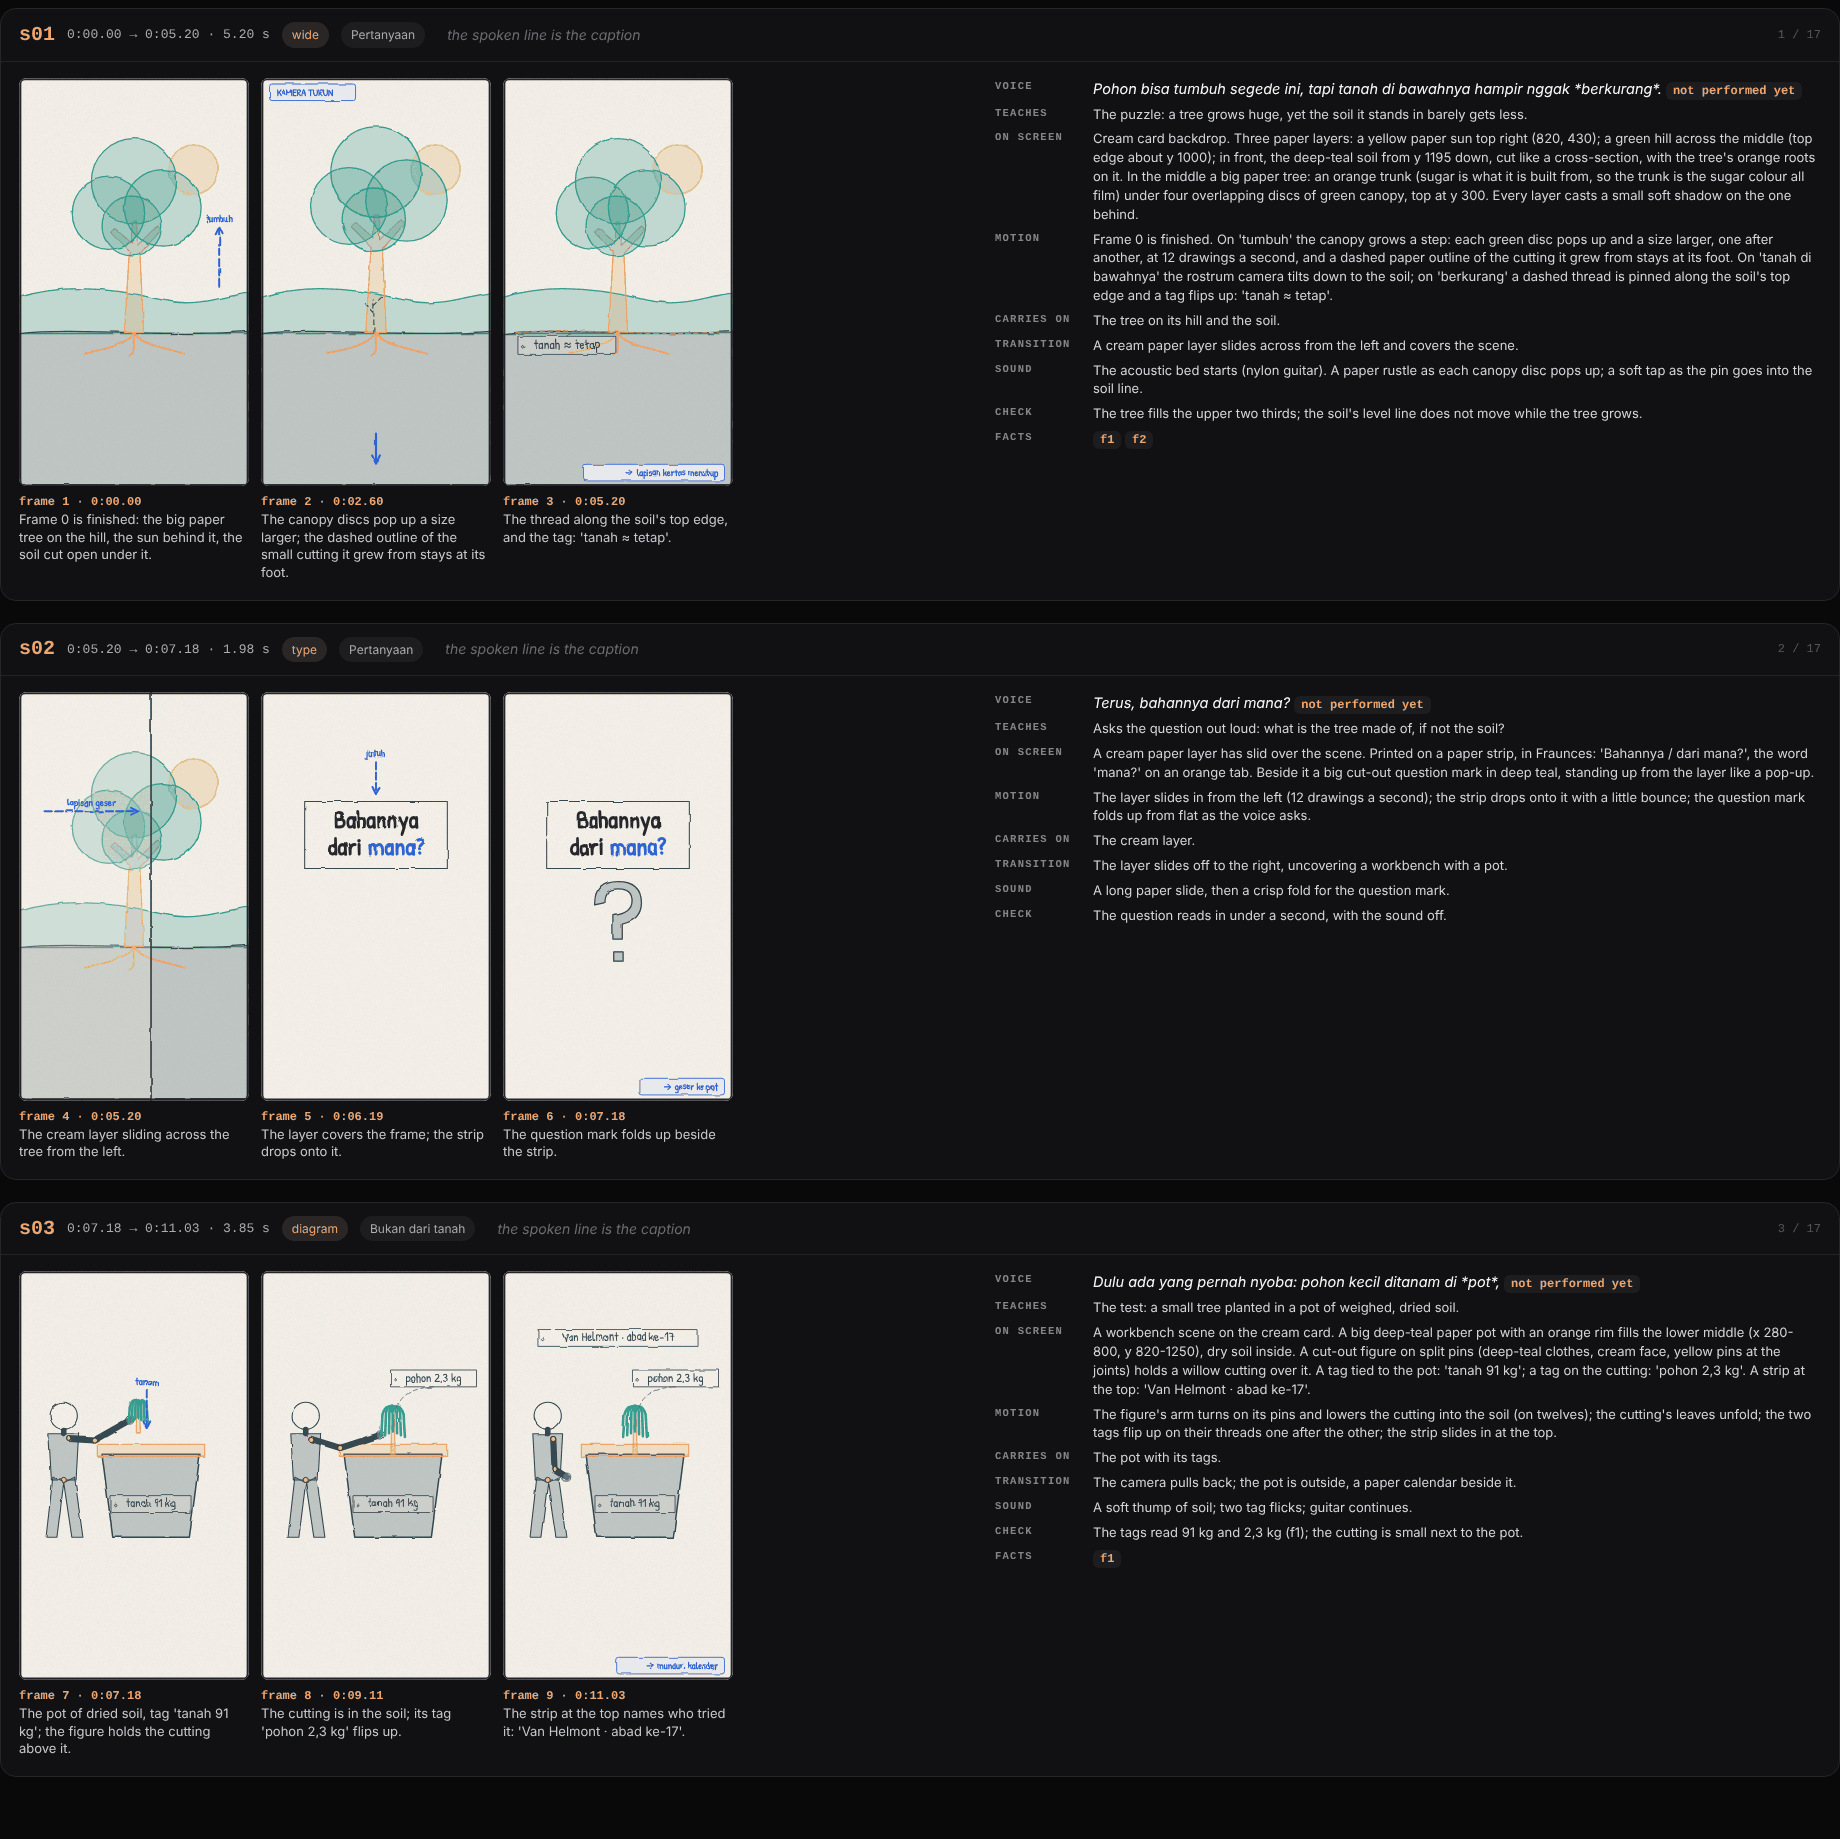 s01 0:00.00 → 0:05.20 · 5.20 s wide Pertanyaan the spoken line is the caption 1 / 17
KAMERA TURUN
tumbuh
tanah ≈ tetap
→ lapisan kertas menutup
frame 1 · 0:00.00
Frame 0 is finished: the big paper
tree on the hill, the sun behind it, the
soil cut open under it.
frame 2 · 0:02.60
The canopy discs pop up a size
larger; the dashed outline of the
small cutting it grew from stays at its
foot.
frame 3 · 0:05.20
The thread along the soil's top edge,
and the tag: 'tanah ≈ tetap'.
VOICE Pohon bisa tumbuh segede ini, tapi tanah di bawahnya hampir nggak *berkurang*. not performed yet
TEACHES The puzzle: a tree grows huge, yet the soil it stands in barely gets less.
ON SCREEN Cream card backdrop. Three paper layers: a yellow paper sun top right (820, 430); a green hill across the middle (top
edge about y 1000); in front, the deep-teal soil from y 1195 down, cut like a cross-section, with the tree's orange roots
on it. In the middle a big paper tree: an orange trunk (sugar is what it is built from, so the trunk is the sugar colour all
film) under four overlapping discs of green canopy, top at y 300. Every layer casts a small soft shadow on the one
behind.
MOTION Frame 0 is finished. On 'tumbuh' the canopy grows a step: each green disc pops up and a size larger, one after
another, at 12 drawings a second, and a dashed paper outline of the cutting it grew from stays at its foot. On 'tanah di
bawahnya' the rostrum camera tilts down to the soil; on 'berkurang' a dashed thread is pinned along the soil's top
edge and a tag flips up: 'tanah ≈ tetap'.
CARRIES ON The tree on its hill and the soil.
TRANSITION A cream paper layer slides across from the left and covers the scene.
SOUND The acoustic bed starts (nylon guitar). A paper rustle as each canopy disc pops up; a soft tap as the pin goes into the
soil line.
CHECK The tree fills the upper two thirds; the soil's level line does not move while the tree grows.
FACTS f1 f2
s02 0:05.20 → 0:07.18 · 1.98 s type Pertanyaan the spoken line is the caption 2 / 17
lapisan geser
jatuh
Bahannya
dari mana?
Bahannya
dari mana?
?
→ geser ke pot
frame 4 · 0:05.20
The cream layer sliding across the
tree from the left.
frame 5 · 0:06.19
The layer covers the frame; the strip
drops onto it.
frame 6 · 0:07.18
The question mark folds up beside
the strip.
VOICE Terus, bahannya dari mana? not performed yet
TEACHES Asks the question out loud: what is the tree made of, if not the soil?
ON SCREEN A cream paper layer has slid over the scene. Printed on a paper strip, in Fraunces: 'Bahannya / dari mana?', the word
'mana?' on an orange tab. Beside it a big cut-out question mark in deep teal, standing up from the layer like a pop-up.
MOTION The layer slides in from the left (12 drawings a second); the strip drops onto it with a little bounce; the question mark
folds up from flat as the voice asks.
CARRIES ON The cream layer.
TRANSITION The layer slides off to the right, uncovering a workbench with a pot.
SOUND A long paper slide, then a crisp fold for the question mark.
CHECK The question reads in under a second, with the sound off.
s03 0:07.18 → 0:11.03 · 3.85 s diagram Bukan dari tanah the spoken line is the caption 3 / 17
tanam
tanah 91 kg
pohon 2,3 kg
tanah 91 kg
Van Helmont · abad ke-17
pohon 2,3 kg
tanah 91 kg
→ mundur, kalender
frame 7 · 0:07.18
The pot of dried soil, tag 'tanah 91
kg'; the figure holds the cutting
above it.
frame 8 · 0:09.11
The cutting is in the soil; its tag
'pohon 2,3 kg' flips up.
frame 9 · 0:11.03
The strip at the top names who tried
it: 'Van Helmont · abad ke-17'.
VOICE Dulu ada yang pernah nyoba: pohon kecil ditanam di *pot*, not performed yet
TEACHES The test: a small tree planted in a pot of weighed, dried soil.
ON SCREEN A workbench scene on the cream card. A big deep-teal paper pot with an orange rim fills the lower middle (x 280-
800, y 820-1250), dry soil inside. A cut-out figure on split pins (deep-teal clothes, cream face, yellow pins at the
joints) holds a willow cutting over it. A tag tied to the pot: 'tanah 91 kg'; a tag on the cutting: 'pohon 2,3 kg'. A strip at
the top: 'Van Helmont · abad ke-17'.
MOTION The figure's arm turns on its pins and lowers the cutting into the soil (on twelves); the cutting's leaves unfold; the two
tags flip up on their threads one after the other; the strip slides in at the top.
CARRIES ON The pot with its tags.
TRANSITION The camera pulls back; the pot is outside, a paper calendar beside it.
SOUND A soft thump of soil; two tag flicks; guitar continues.
CHECK The tags read 91 kg and 2,3 kg (f1); the cutting is small next to the pot.
FACTS f1